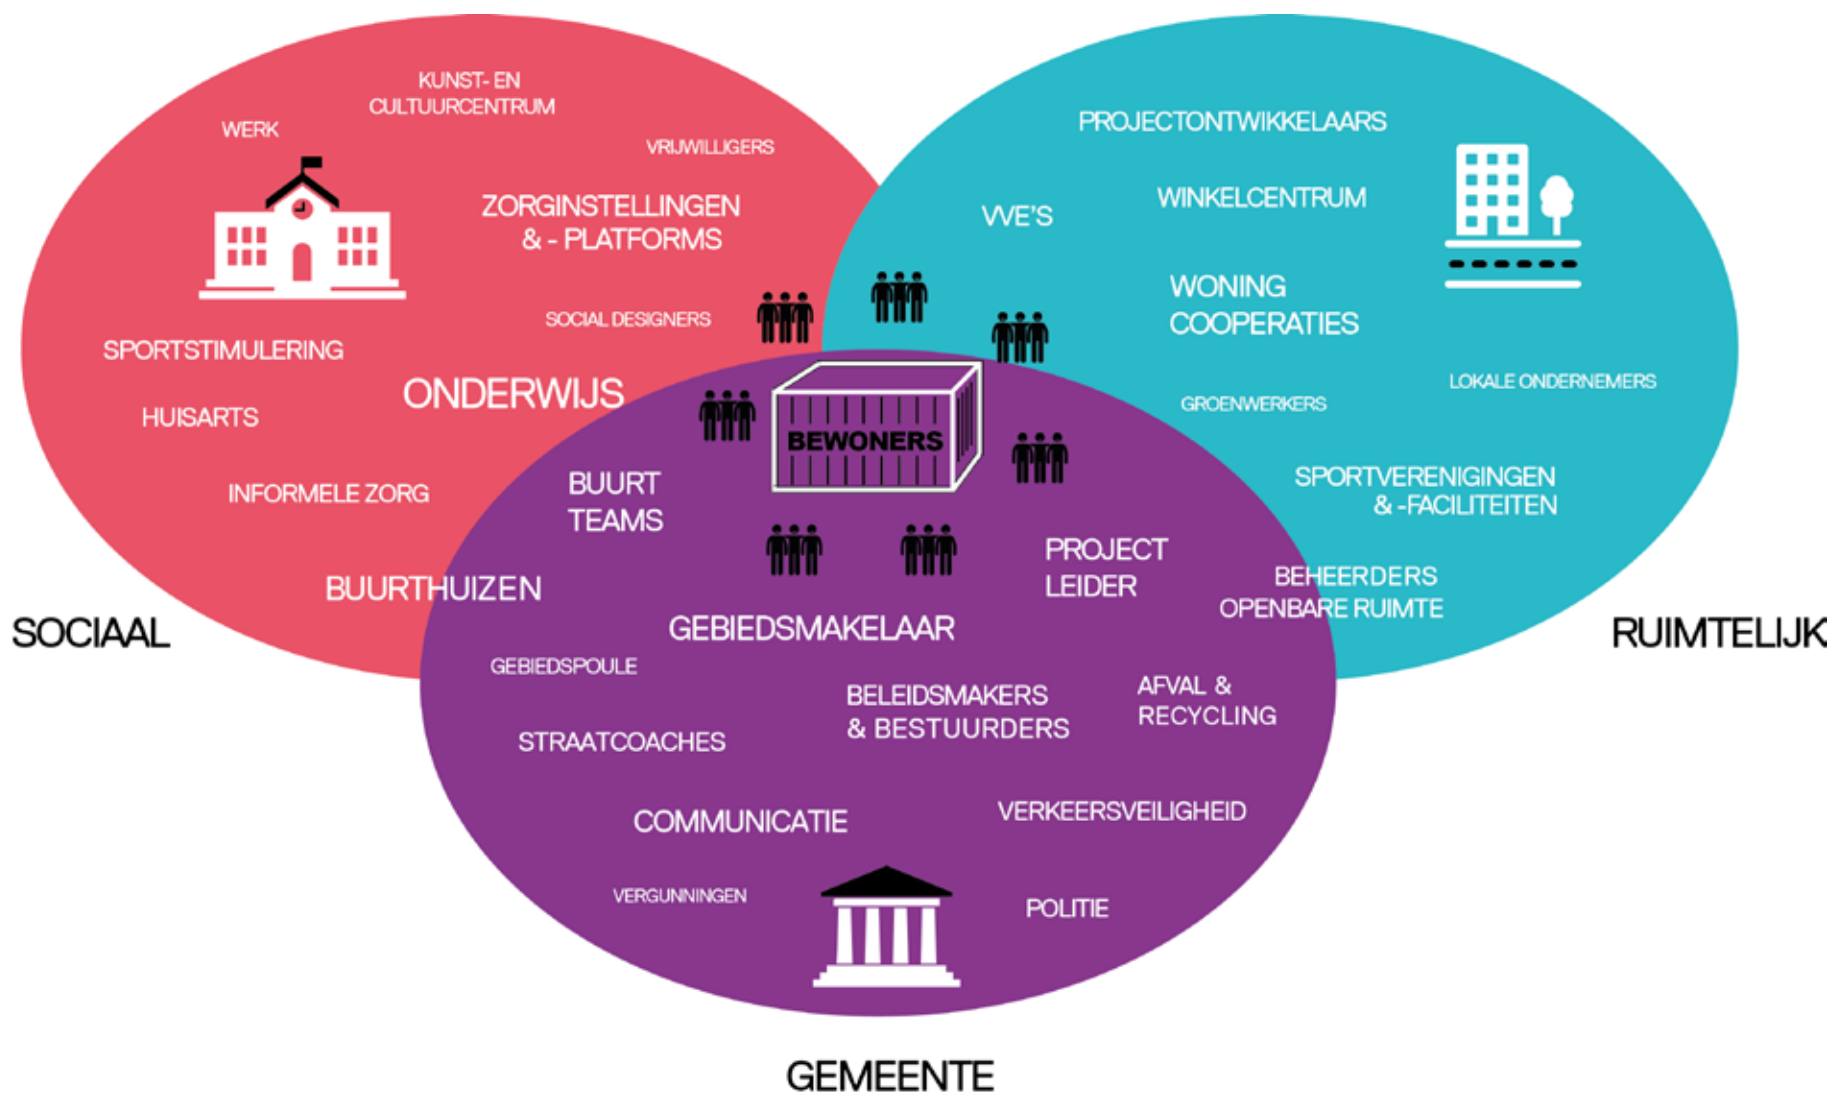 KUNST- EN
CULTUURCENTRUM
WERK
VRIJWILLIGERS
ZORGINSTELLINGEN
& - PLATFORMS
SOCIAL DESIGNERS
SPORTSTIMULERING
ONDERWIJS
HUISARTS
INFORMELE ZORG
BUURTHUIZEN
SOCIAAL
PROJECTONTWIKKELAARS
WINKELCENTRUM
VVE'S
WONING
COOPERATIES
LOKALE ONDERNEMERS
GROENWERKERS
SPORTVERENIGINGEN
& -FACILITEITEN
BEHEERDERS
OPENBARE RUIMTE
RUIMTELIJK
BEWONERS
BUURT
TEAMS
PROJECT
LEIDER
GEBIEDSMAKELAAR
GEBIEDSPOULE
BELEIDSMAKERS
& BESTUURDERS
AFVAL &
RECYCLING
STRAATCOACHES
COMMUNICATIE
VERKEERSVEILIGHEID
VERGUNNINGEN
POLITIE
GEMEENTE